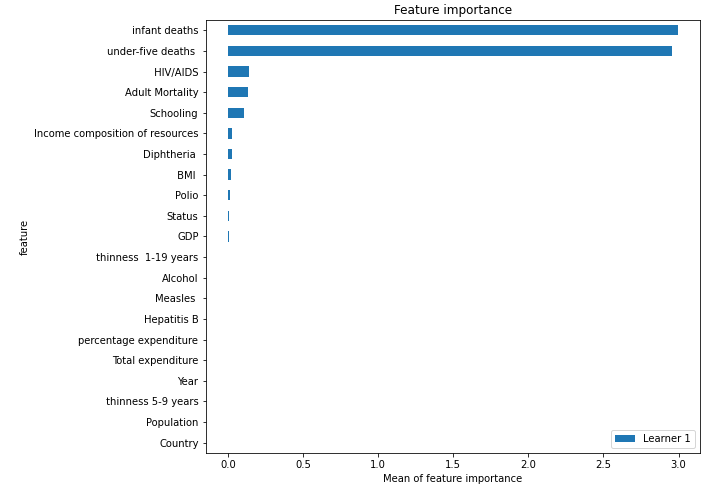 Feature importance
infant deaths
under-five deaths
HIV/AIDS
Adult Mortality
Schooling
Income composition of resources
Diphtheria
BMI
Polio
Status
GDP
thinness  1-19 years
Alcohol
Measles
Hepatitis B
percentage expenditure
Total expenditure
Year
thinness 5-9 years
Population
Country
feature
Learner 1
0.0 0.5 1.0 1.5 2.0 2.5 3.0
Mean of feature importance